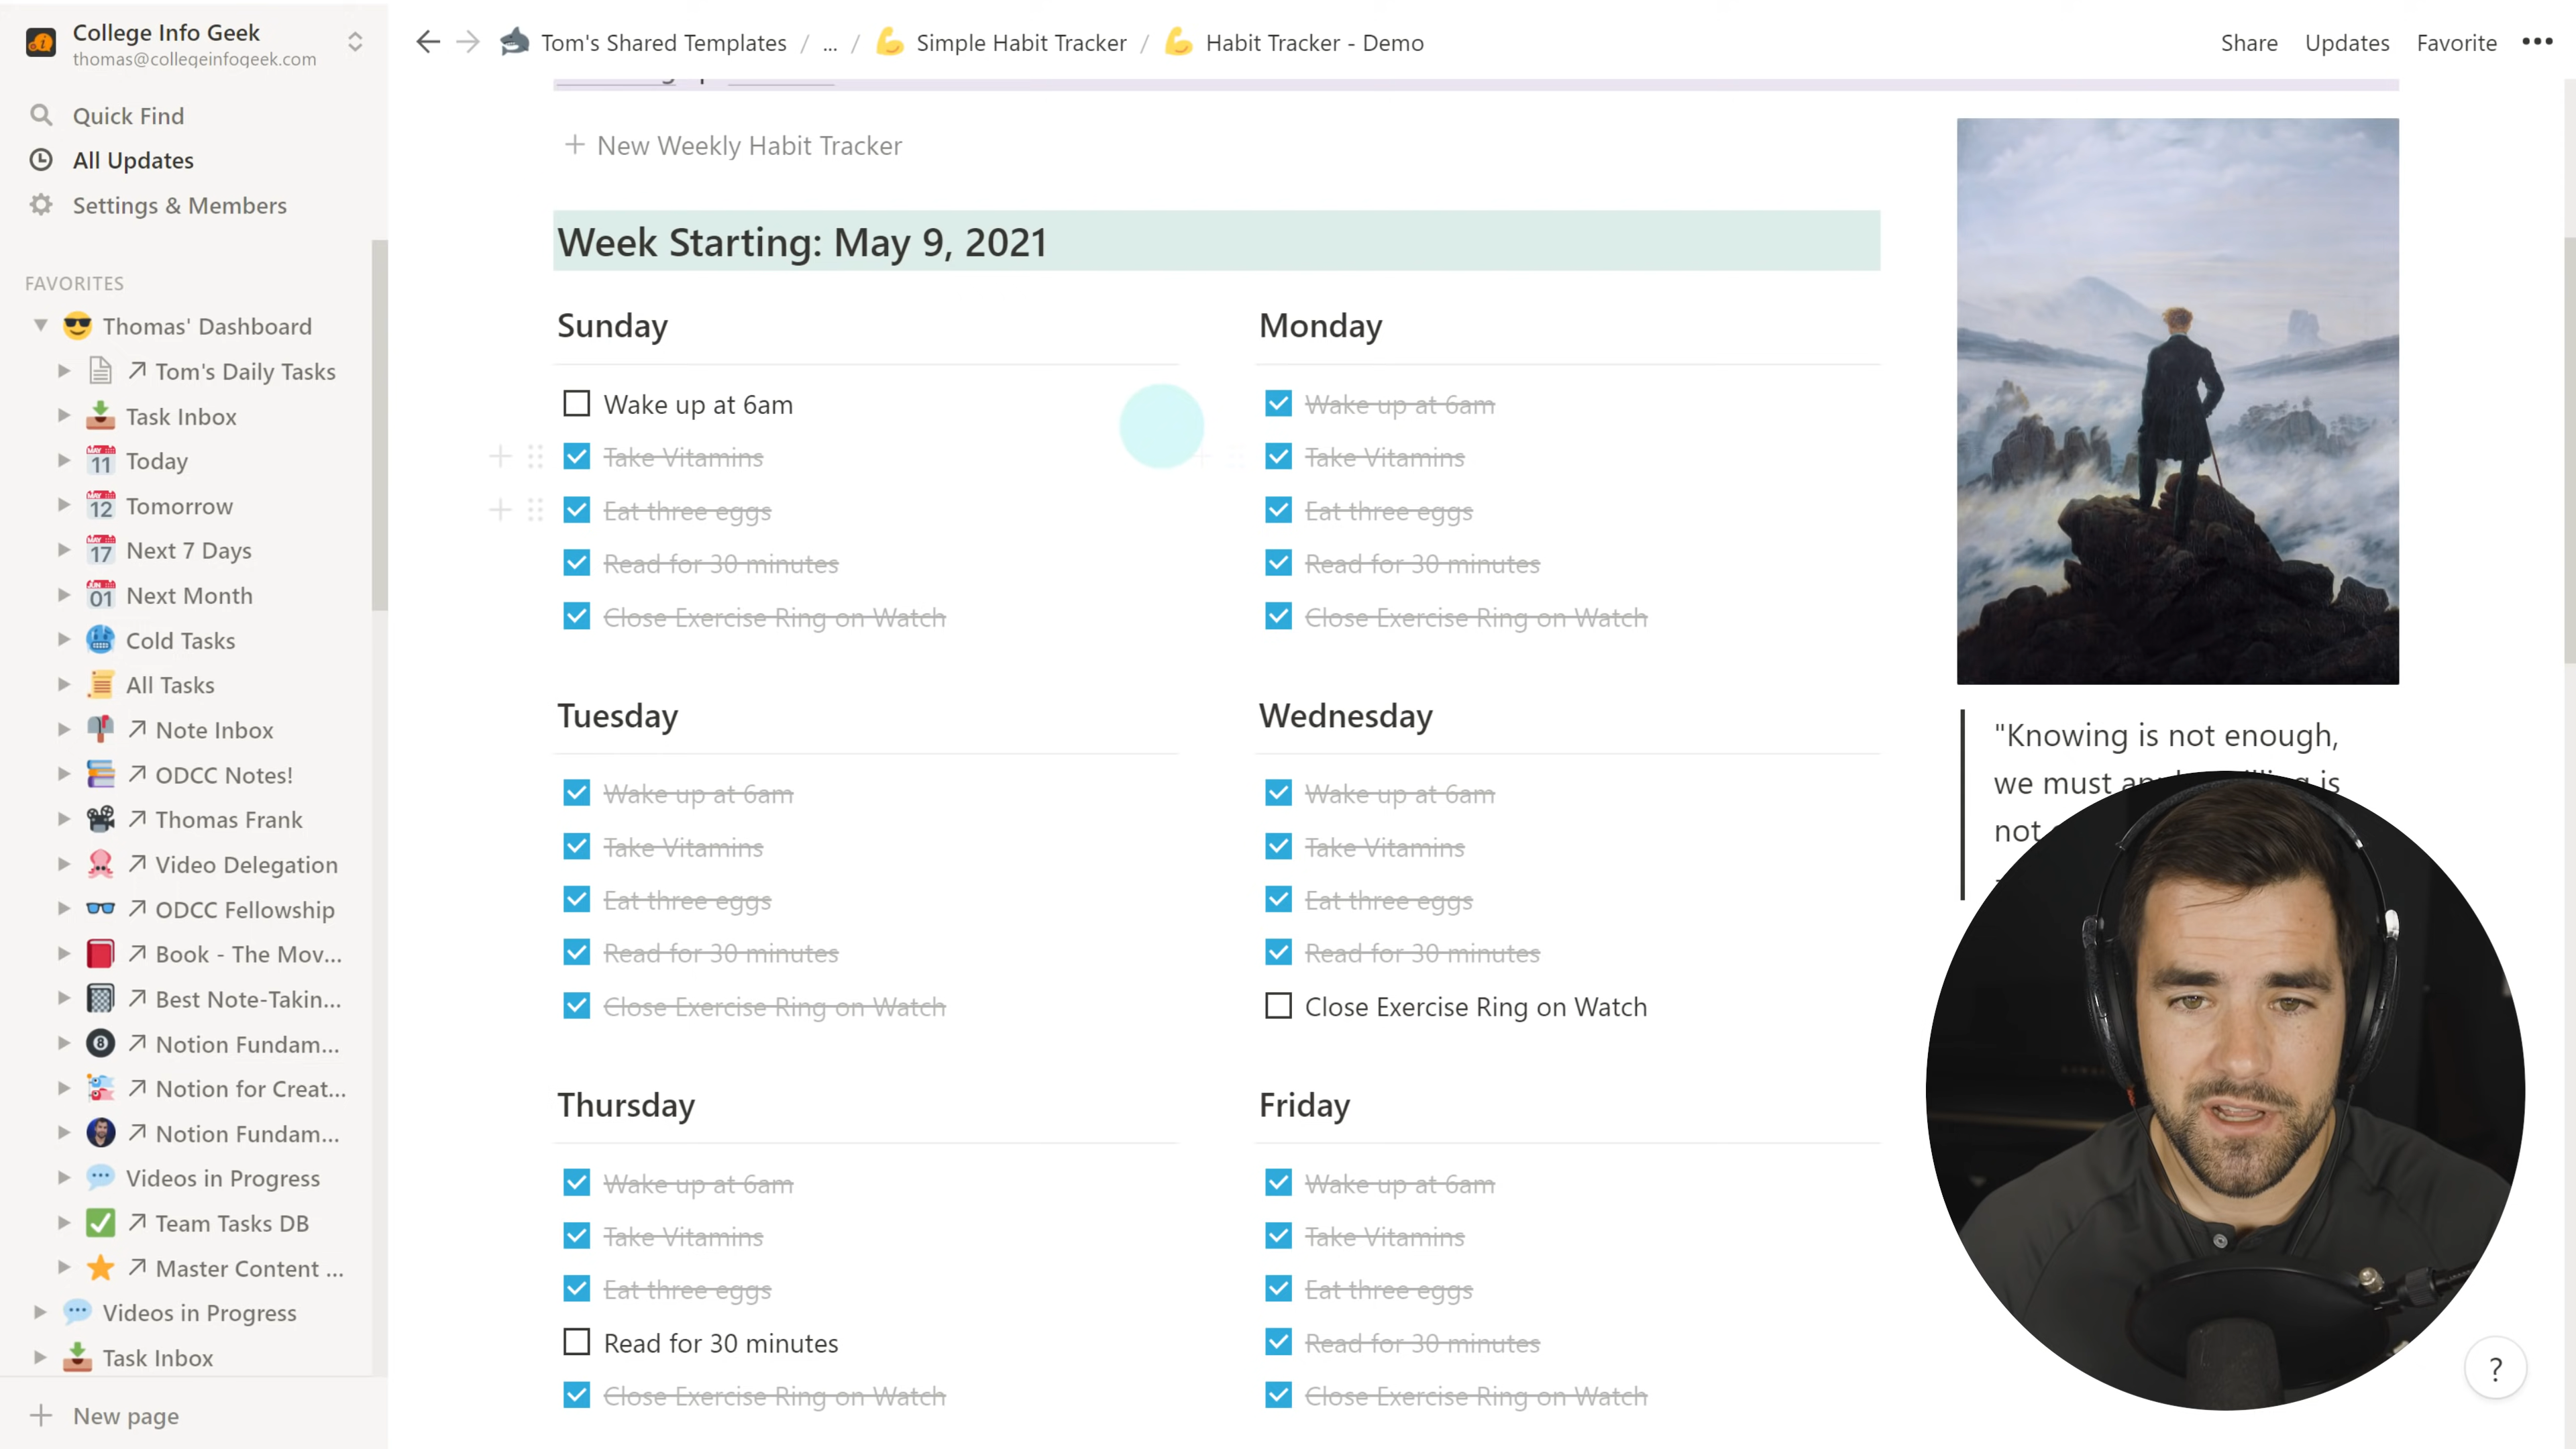 College Info Geek
thomas@collegeinfogeek.com
Quick Find
All Updates
Settings & Members
FAVORITES
Thomas' Dashboard
Tom's Daily Tasks
Task Inbox
MAY 11 Today
MAY 12 Tomorrow
MAY 17 Next 7 Days
JUN 01 Next Month
Cold Tasks
All Tasks
Note Inbox
ODCC Notes!
Thomas Frank
Video Delegation
ODCC Fellowship
Book - The Mov...
Best Note-Takin...
8 Notion Fundam...
Notion for Creat...
Notion Fundam...
Videos in Progress
Team Tasks DB
Master Content ...
Videos in Progress
Task Inbox
New page
Tom's Shared Templates / ... / Simple Habit Tracker / Habit Tracker - Demo
Share Updates Favorite
New Weekly Habit Tracker
Week Starting: May 9, 2021
Sunday
Wake up at 6am
Take Vitamins
Eat three eggs
Read for 30 minutes
Close Exercise Ring on Watch
Monday
Wake up at 6am
Take Vitamins
Eat three eggs
Read for 30 minutes
Close Exercise Ring on Watch
Tuesday
Wake up at 6am
Take Vitamins
Eat three eggs
Read for 30 minutes
Close Exercise Ring on Watch
Wednesday
Wake up at 6am
Take Vitamins
Eat three eggs
Read for 30 minutes
Close Exercise Ring on Watch
Thursday
Wake up at 6am
Take Vitamins
Eat three eggs
Read for 30 minutes
Close Exercise Ring on Watch
Friday
Wake up at 6am
Take Vitamins
Eat three eggs
Read for 30 minutes
Close Exercise Ring on Watch
"Knowing is not enough,
we must is
not
?